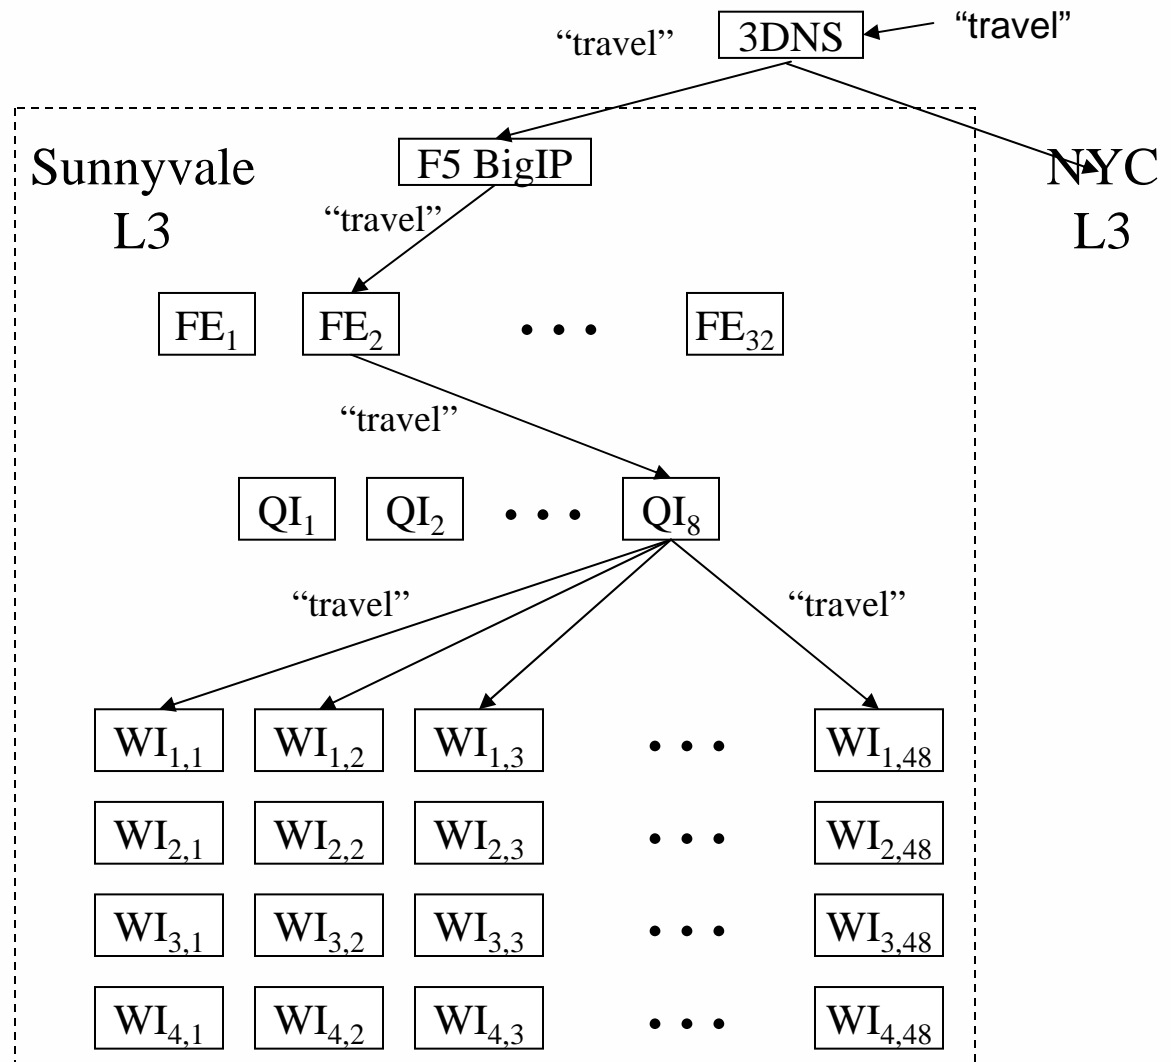 “travel” 3DNS “travel”
F5 BigIP
Sunnyvale
L3
NYC
L3
“travel”
FE1 FE2 • • • FE32
“travel”
QI1 QI2 • • • QI8
“travel” “travel”
WI1,1 WI1,2 WI1,3 • • • WI1,48
WI2,1 WI2,2 WI2,3 • • • WI2,48
WI3,1 WI3,2 WI3,3 • • • WI3,48
WI4,1 WI4,2 WI4,3 • • • WI4,48